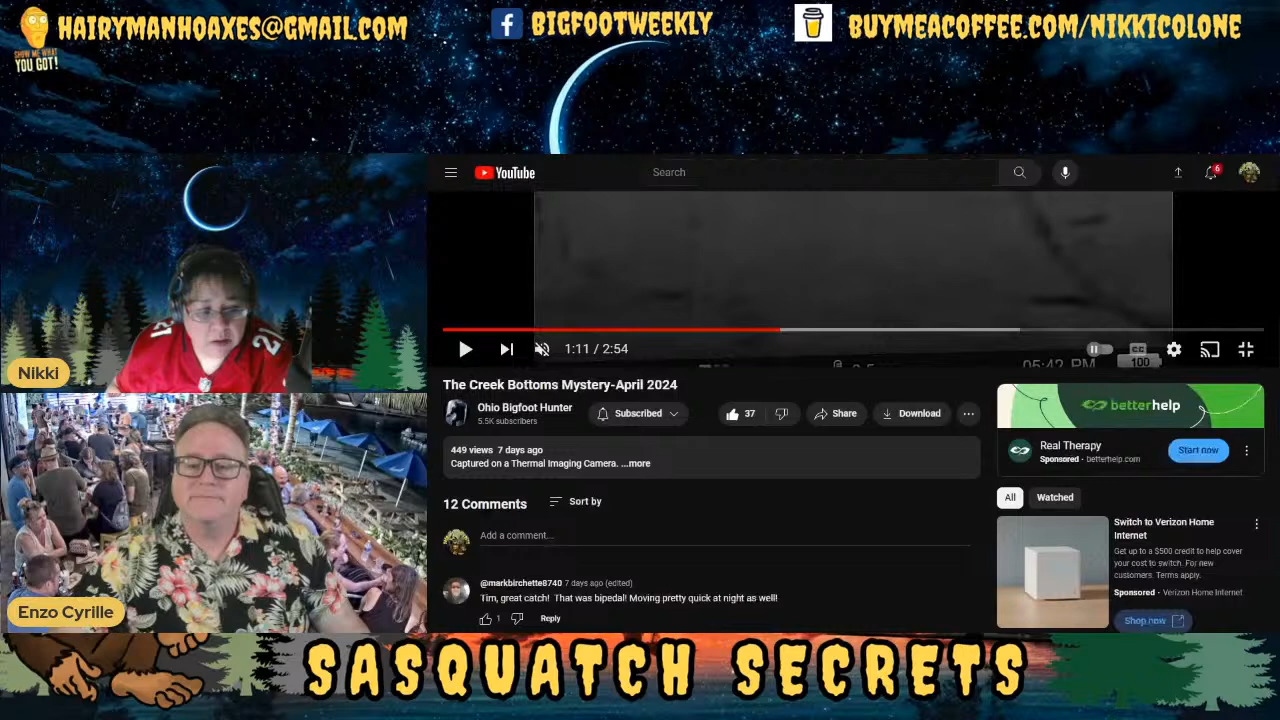 HAIRYMANHOAXES@GMAIL.COM
BIGFOOTWEEKLY
BUYMEACOFFEE.COM/NIKKICOLONE
SHOW ME WHAT
YOU GOT!
YouTube
Search
6
1:11 / 2:54
05:42 PM
100
Nikki
21
The Creek Bottoms Mystery-April 2024
Ohio Bigfoot Hunter
5.5K subscribers
Subscribed
37
Share
Download
449 views 7 days ago
Captured on a Thermal Imaging Camera. ...more
12 Comments
Sort by
Add a comment...
@markbirchette8740 7 days ago (edited)
Tim, great catch! That was bipedal! Moving pretty quick at night as well!
1
Reply
betterhelp
Real Therapy
Sponsored · betterhelp.com
Start now
All
Watched
Switch to Verizon Home
Internet
Get up to a $500 credit to help cover
your cost to switch. For new
customers. Terms apply.
Sponsored · Verizon Home Internet
Shop now
Enzo Cyrille
SASQUATCH SECRETS